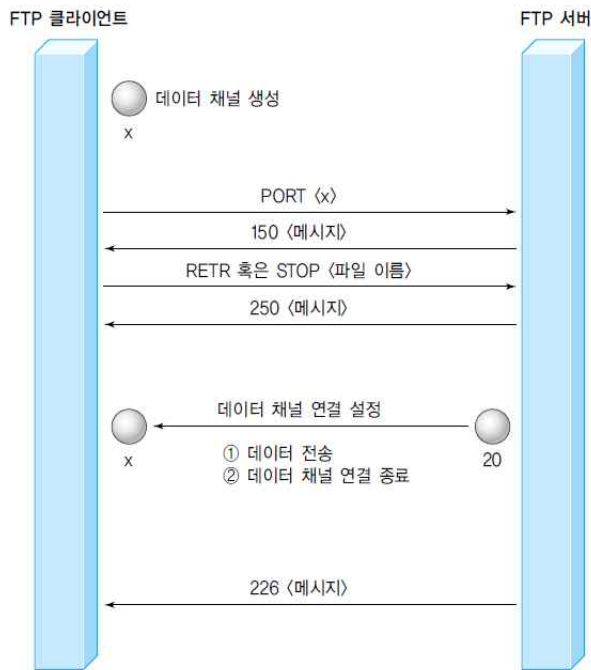 FTP 클라이언트
FTP 서버
데이터 채널 생성
x
PORT 〈x〉
150 〈메시지〉
RETR 혹은 STOP 〈파일 이름〉
250 〈메시지〉
데이터 채널 연결 설정
① 데이터 전송
② 데이터 채널 연결 종료
x
20
226 〈메시지〉